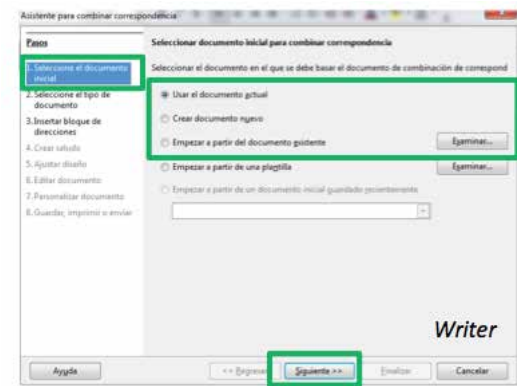 Asistente para combinar correspondencia
Pasos
1. Seleccione el documento
inicial
2. Seleccione el tipo de
documento
3. Insertar bloque de
direcciones
4. Crear saludo
5. Ajustar diseño
6. Editar documento
7. Personalizar documento
8. Guardar, imprimir o enviar
Seleccionar documento inicial para combinar correspondencia
Seleccionar el documento en el que se debe basar el documento de combinación de correspond
Usar el documento actual
Crear documento nuevo
Empezar a partir del documento existente
Examinar...
Empezar a partir de una plantilla
Examinar...
Empezar a partir de un documento inicial guardado recientemente
Writer
Ayuda
<< Regresar
Siguiente >>
Finalizar
Cancelar